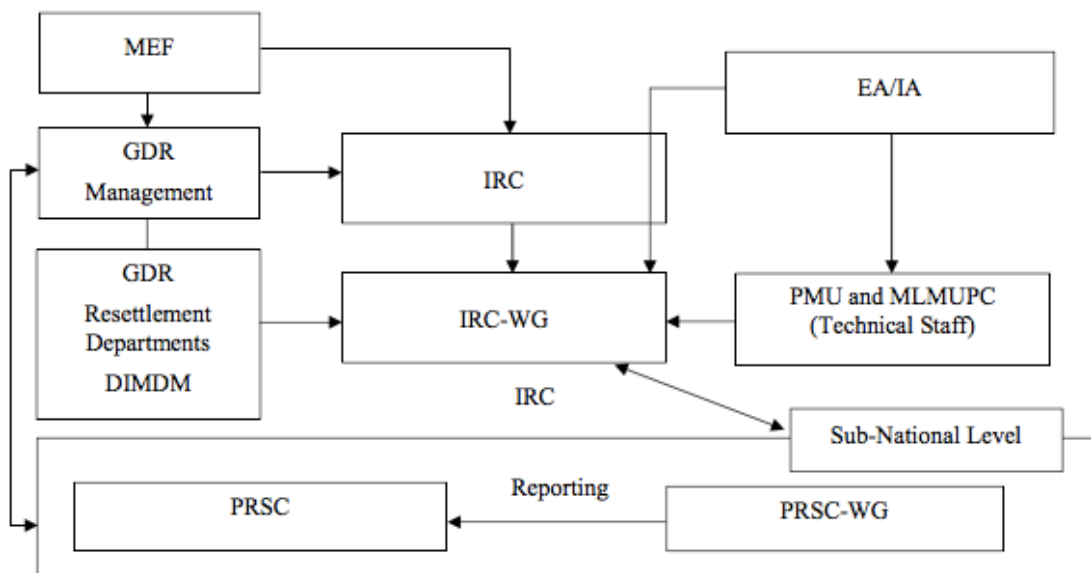 MEF
EA/IA
GDR
Management
IRC
GDR
Resettlement
Departments
DIMDM
IRC-WG
PMU and MLMUPC
(Technical Staff)
IRC
Sub-National Level
Reporting
PRSC
PRSC-WG